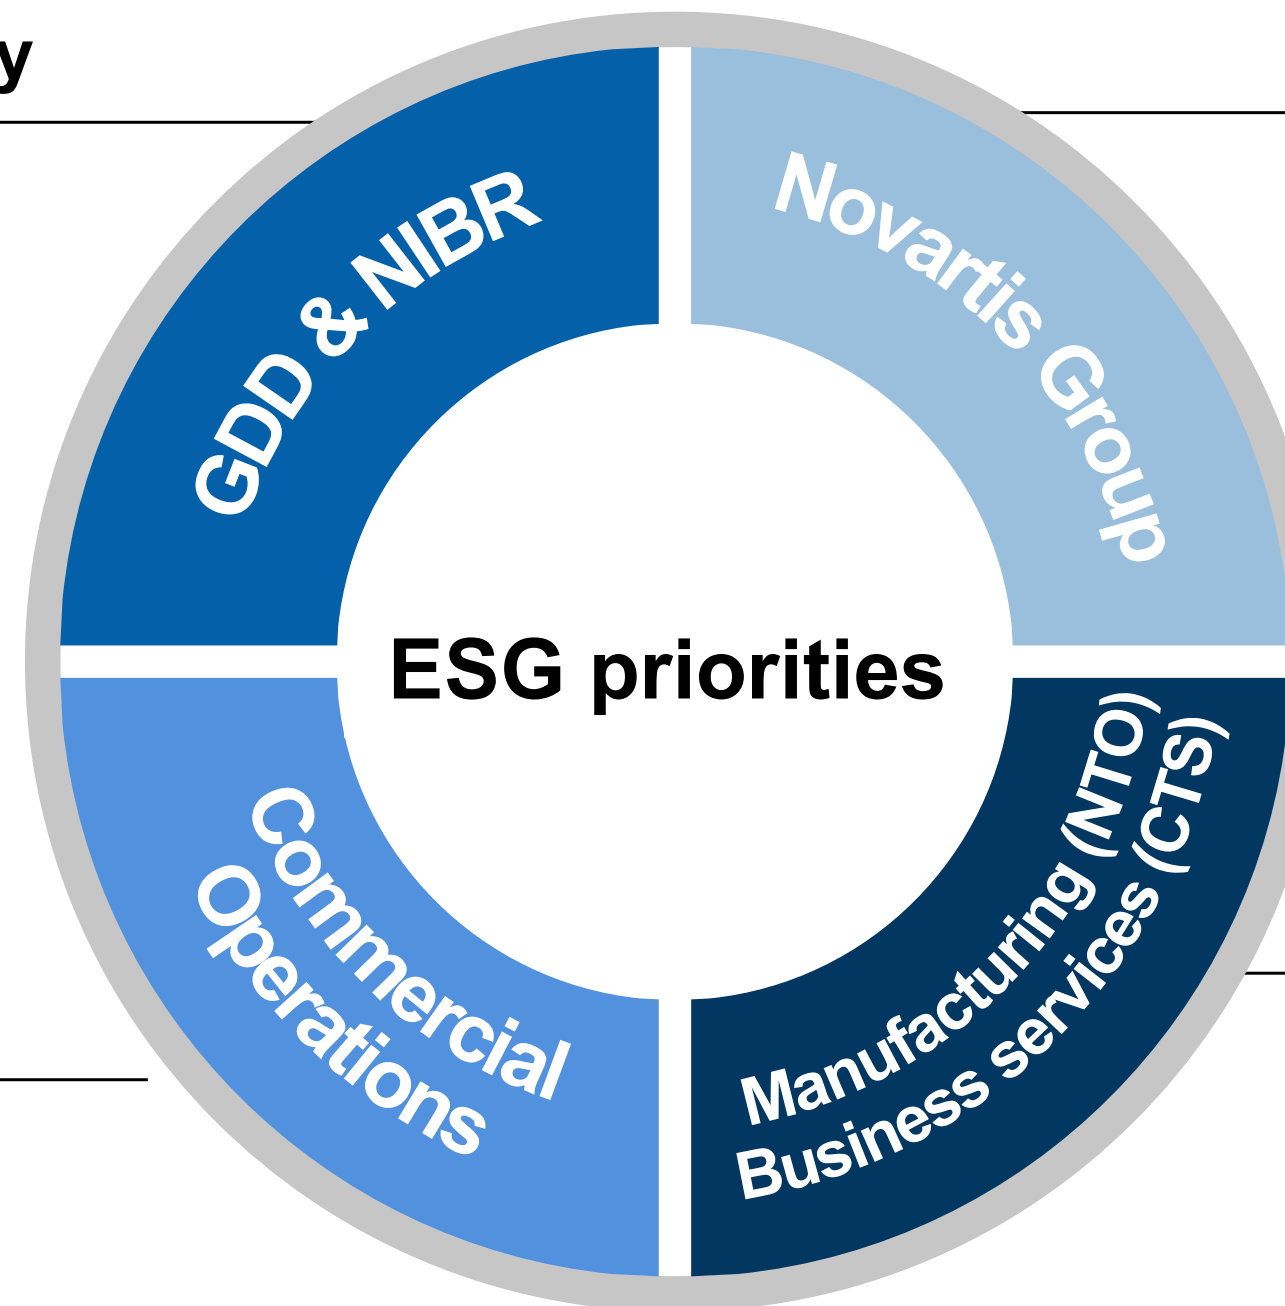 y
GDD & NIBR
Novartis Group
ESG priorities
Commercial
Operations
Manufacturing (NTO)
Business services (CTS)